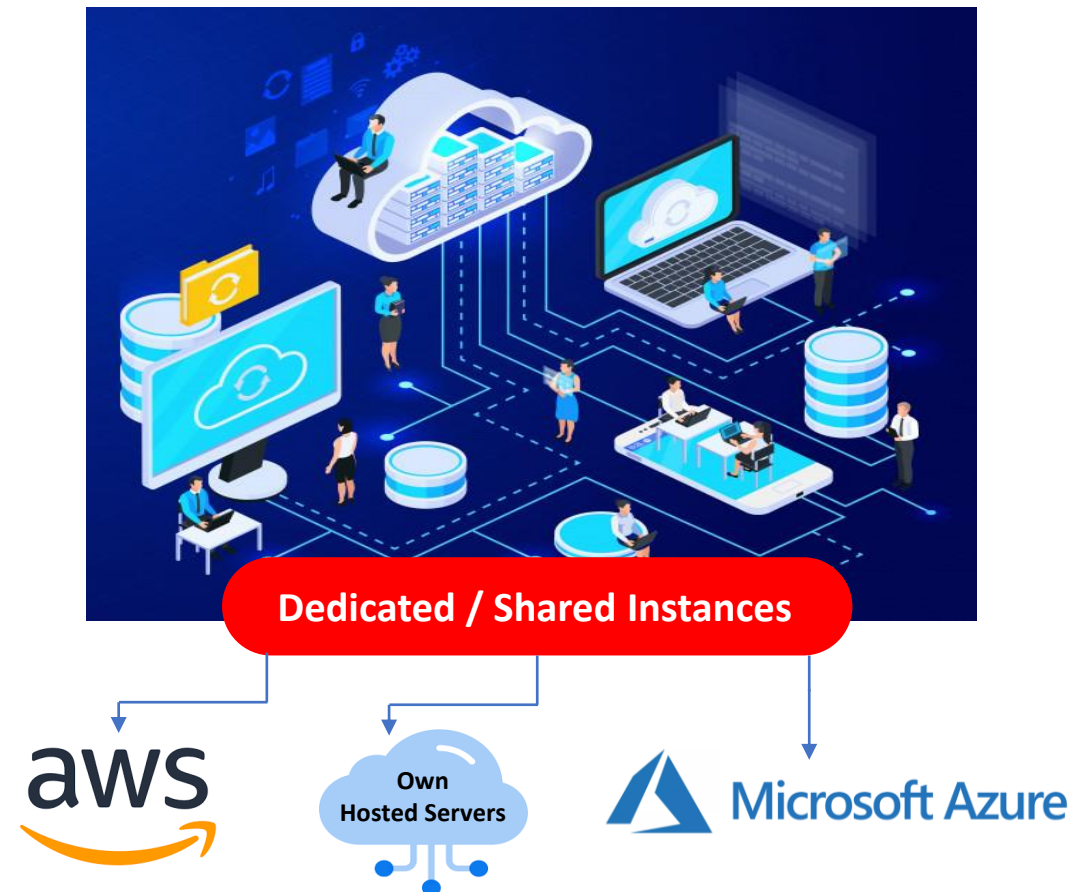 Dedicated / Shared Instances
aws
Own
Hosted Servers
Microsoft Azure